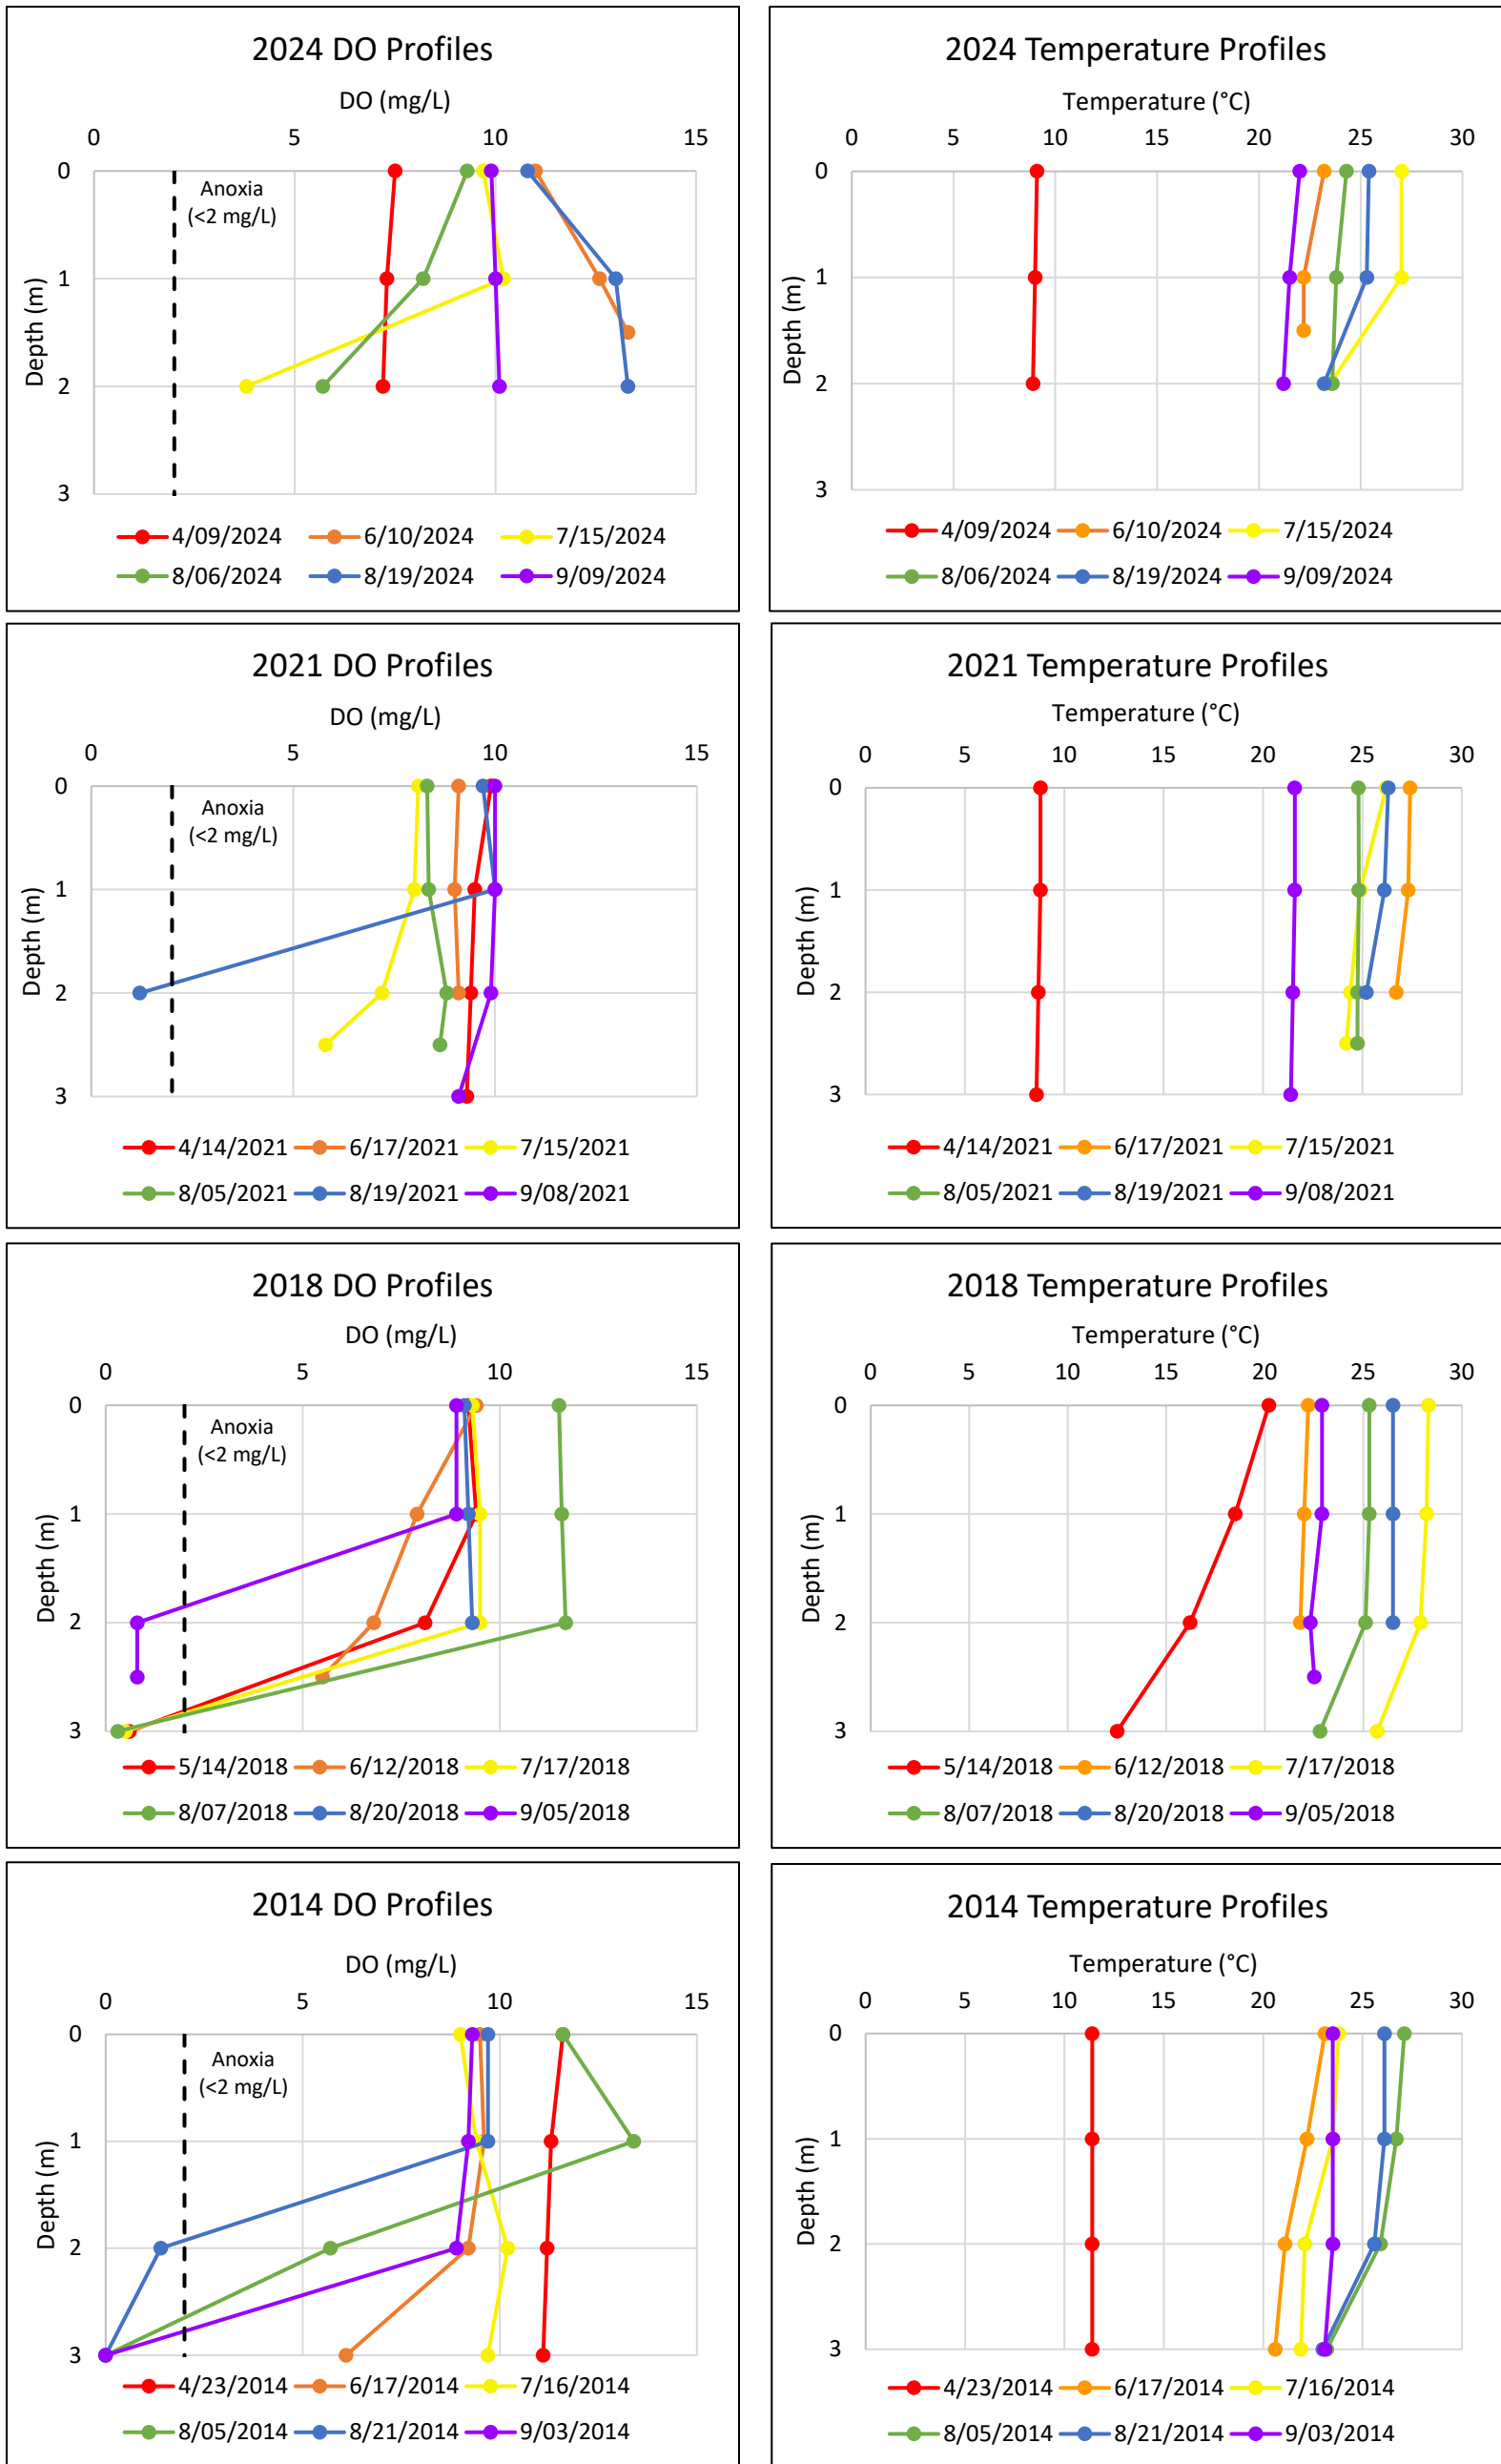 2024 DO Profiles
DO (mg/L)
0 5 10 15
0
Anoxia
(<2 mg/L)
1
2
3
Depth (m)
4/09/2024 6/10/2024 7/15/2024
8/06/2024 8/19/2024 9/09/2024
2024 Temperature Profiles
Temperature (°C)
0 5 10 15 20 25 30
0
1
2
3
Depth (m)
4/09/2024 6/10/2024 7/15/2024
8/06/2024 8/19/2024 9/09/2024
2021 DO Profiles
DO (mg/L)
0 5 10 15
0
Anoxia
(<2 mg/L)
1
2
3
Depth (m)
4/14/2021 6/17/2021 7/15/2021
8/05/2021 8/19/2021 9/08/2021
2021 Temperature Profiles
Temperature (°C)
0 5 10 15 20 25 30
0
1
2
3
Depth (m)
4/14/2021 6/17/2021 7/15/2021
8/05/2021 8/19/2021 9/08/2021
2018 DO Profiles
DO (mg/L)
0 5 10 15
0
Anoxia
(<2 mg/L)
1
2
3
Depth (m)
5/14/2018 6/12/2018 7/17/2018
8/07/2018 8/20/2018 9/05/2018
2018 Temperature Profiles
Temperature (°C)
0 5 10 15 20 25 30
0
1
2
3
Depth (m)
5/14/2018 6/12/2018 7/17/2018
8/07/2018 8/20/2018 9/05/2018
2014 DO Profiles
DO (mg/L)
0 5 10 15
0
Anoxia
(<2 mg/L)
1
2
3
Depth (m)
4/23/2014 6/17/2014 7/16/2014
8/05/2014 8/21/2014 9/03/2014
2014 Temperature Profiles
Temperature (°C)
0 5 10 15 20 25 30
0
1
2
3
Depth (m)
4/23/2014 6/17/2014 7/16/2014
8/05/2014 8/21/2014 9/03/2014